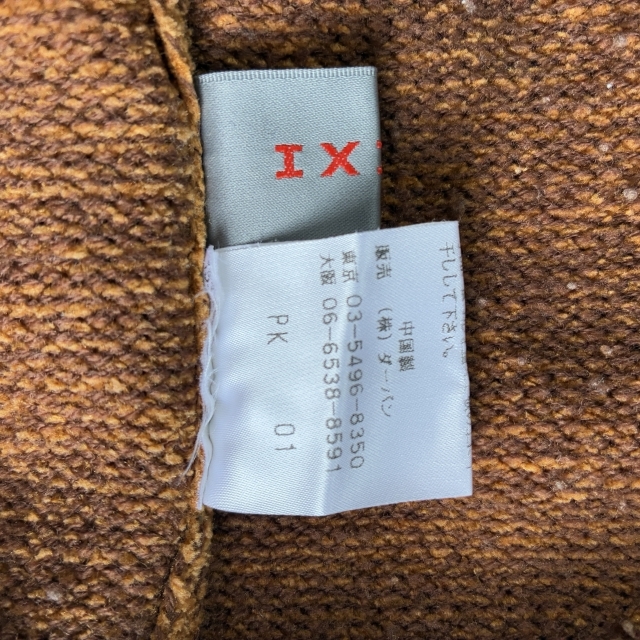 IX
干して下さい。
中国製
販売 (株) ダーバン
東京 03-5496-8350
大阪 06-6538-8591
PK 01